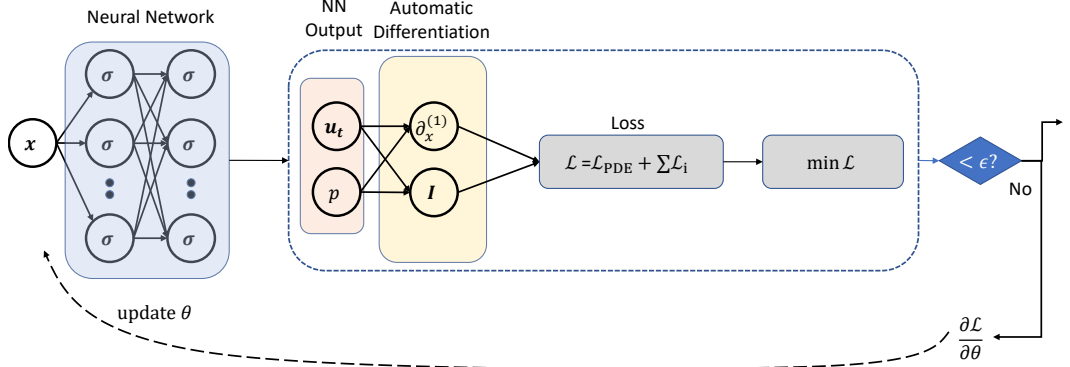 Neural Network
NN
Output
Automatic
Differentiation
x
σ
σ
σ
σ
σ
σ
u_t
p
∂_x^{(1)}
I
Loss
ℒ =ℒ_PDE + ∑ℒ_i
min ℒ
< ϵ?
No
update θ
∂ℒ
∂θ